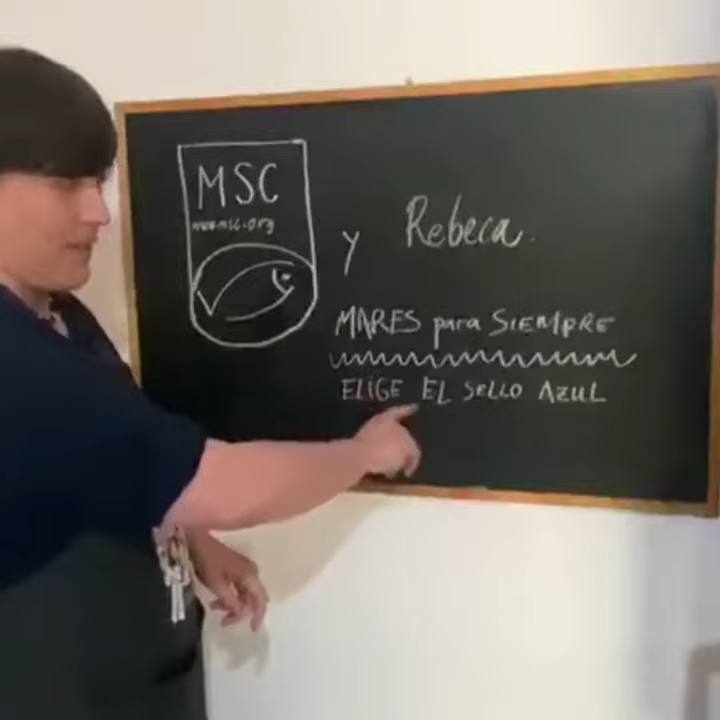 MSC
www.msc.org
y Rebeca.
MARES para SIEMPRE
ELIGE EL SELLO AZUL